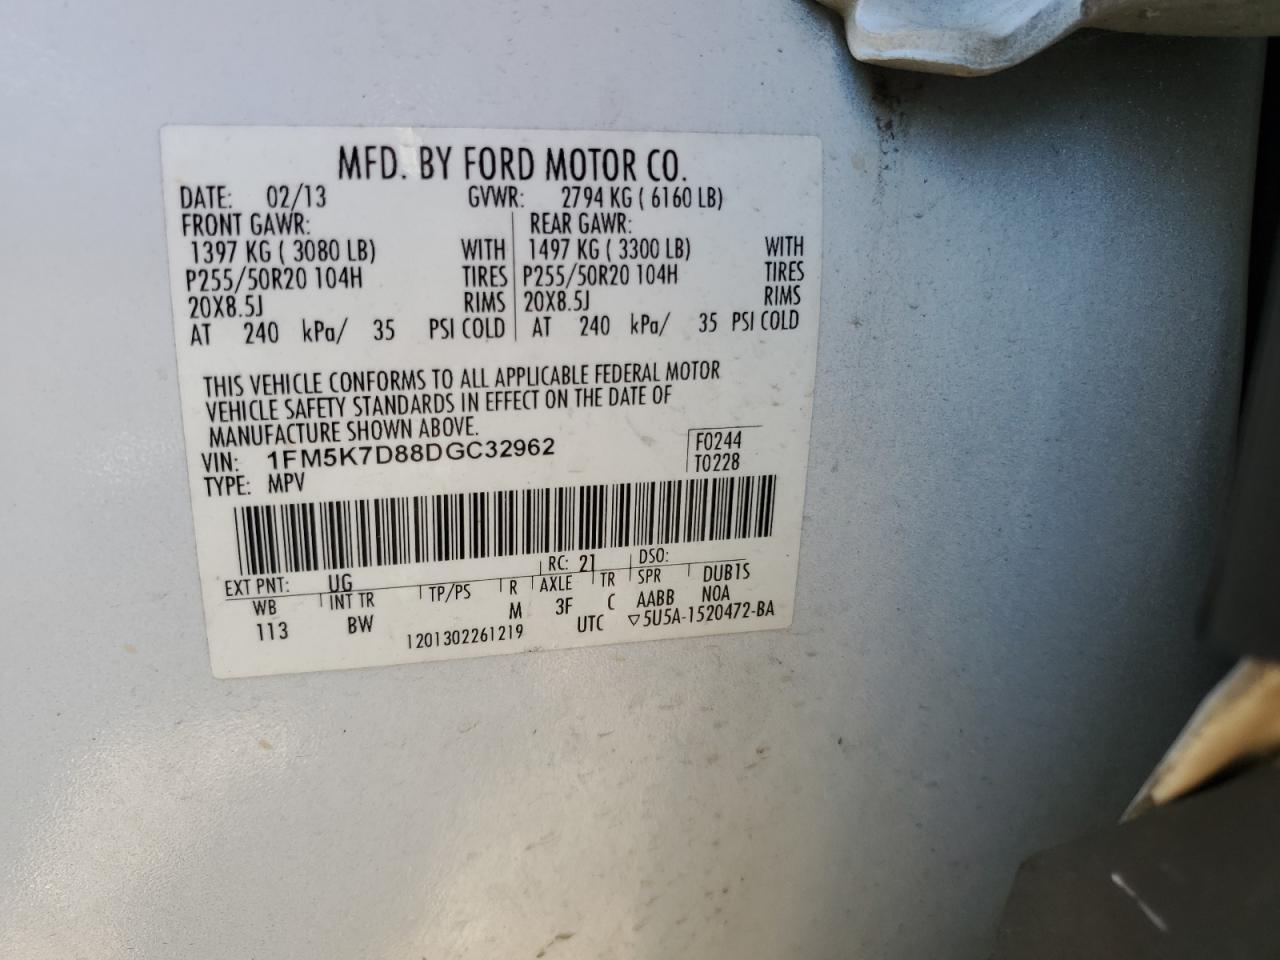 MFD. BY FORD MOTOR CO.
DATE: 02/13 GVWR: 2794 KG ( 6160 LB)
FRONT GAWR: REAR GAWR:
1397 KG ( 3080 LB) WITH 1497 KG ( 3300 LB) WITH
P255/50R20 104H TIRES P255/50R20 104H TIRES
20X8.5J RIMS 20X8.5J RIMS
AT 240 kPa/ 35 PSI COLD AT 240 kPa/ 35 PSI COLD
THIS VEHICLE CONFORMS TO ALL APPLICABLE FEDERAL MOTOR
VEHICLE SAFETY STANDARDS IN EFFECT ON THE DATE OF
MANUFACTURE SHOWN ABOVE.
VIN: 1FM5K7D88DGC32962 F0244
TYPE: MPV T0228
EXT PNT: UG RC: 21 DSO:
WB INT TR TP/PS R AXLE TR SPR DUB1S
113 BW M 3F C AABB NOA
1201302261219 UTC ▽5U5A-1520472-BA